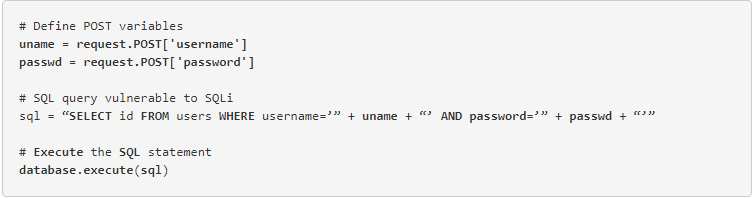 # Define POST variables
uname = request.POST['username']
passwd = request.POST['password']
# SQL query vulnerable to SQLi
sql = “SELECT id FROM users WHERE username=’” + uname + “’ AND password=’” + passwd + “’”
# Execute the SQL statement
database.execute(sql)